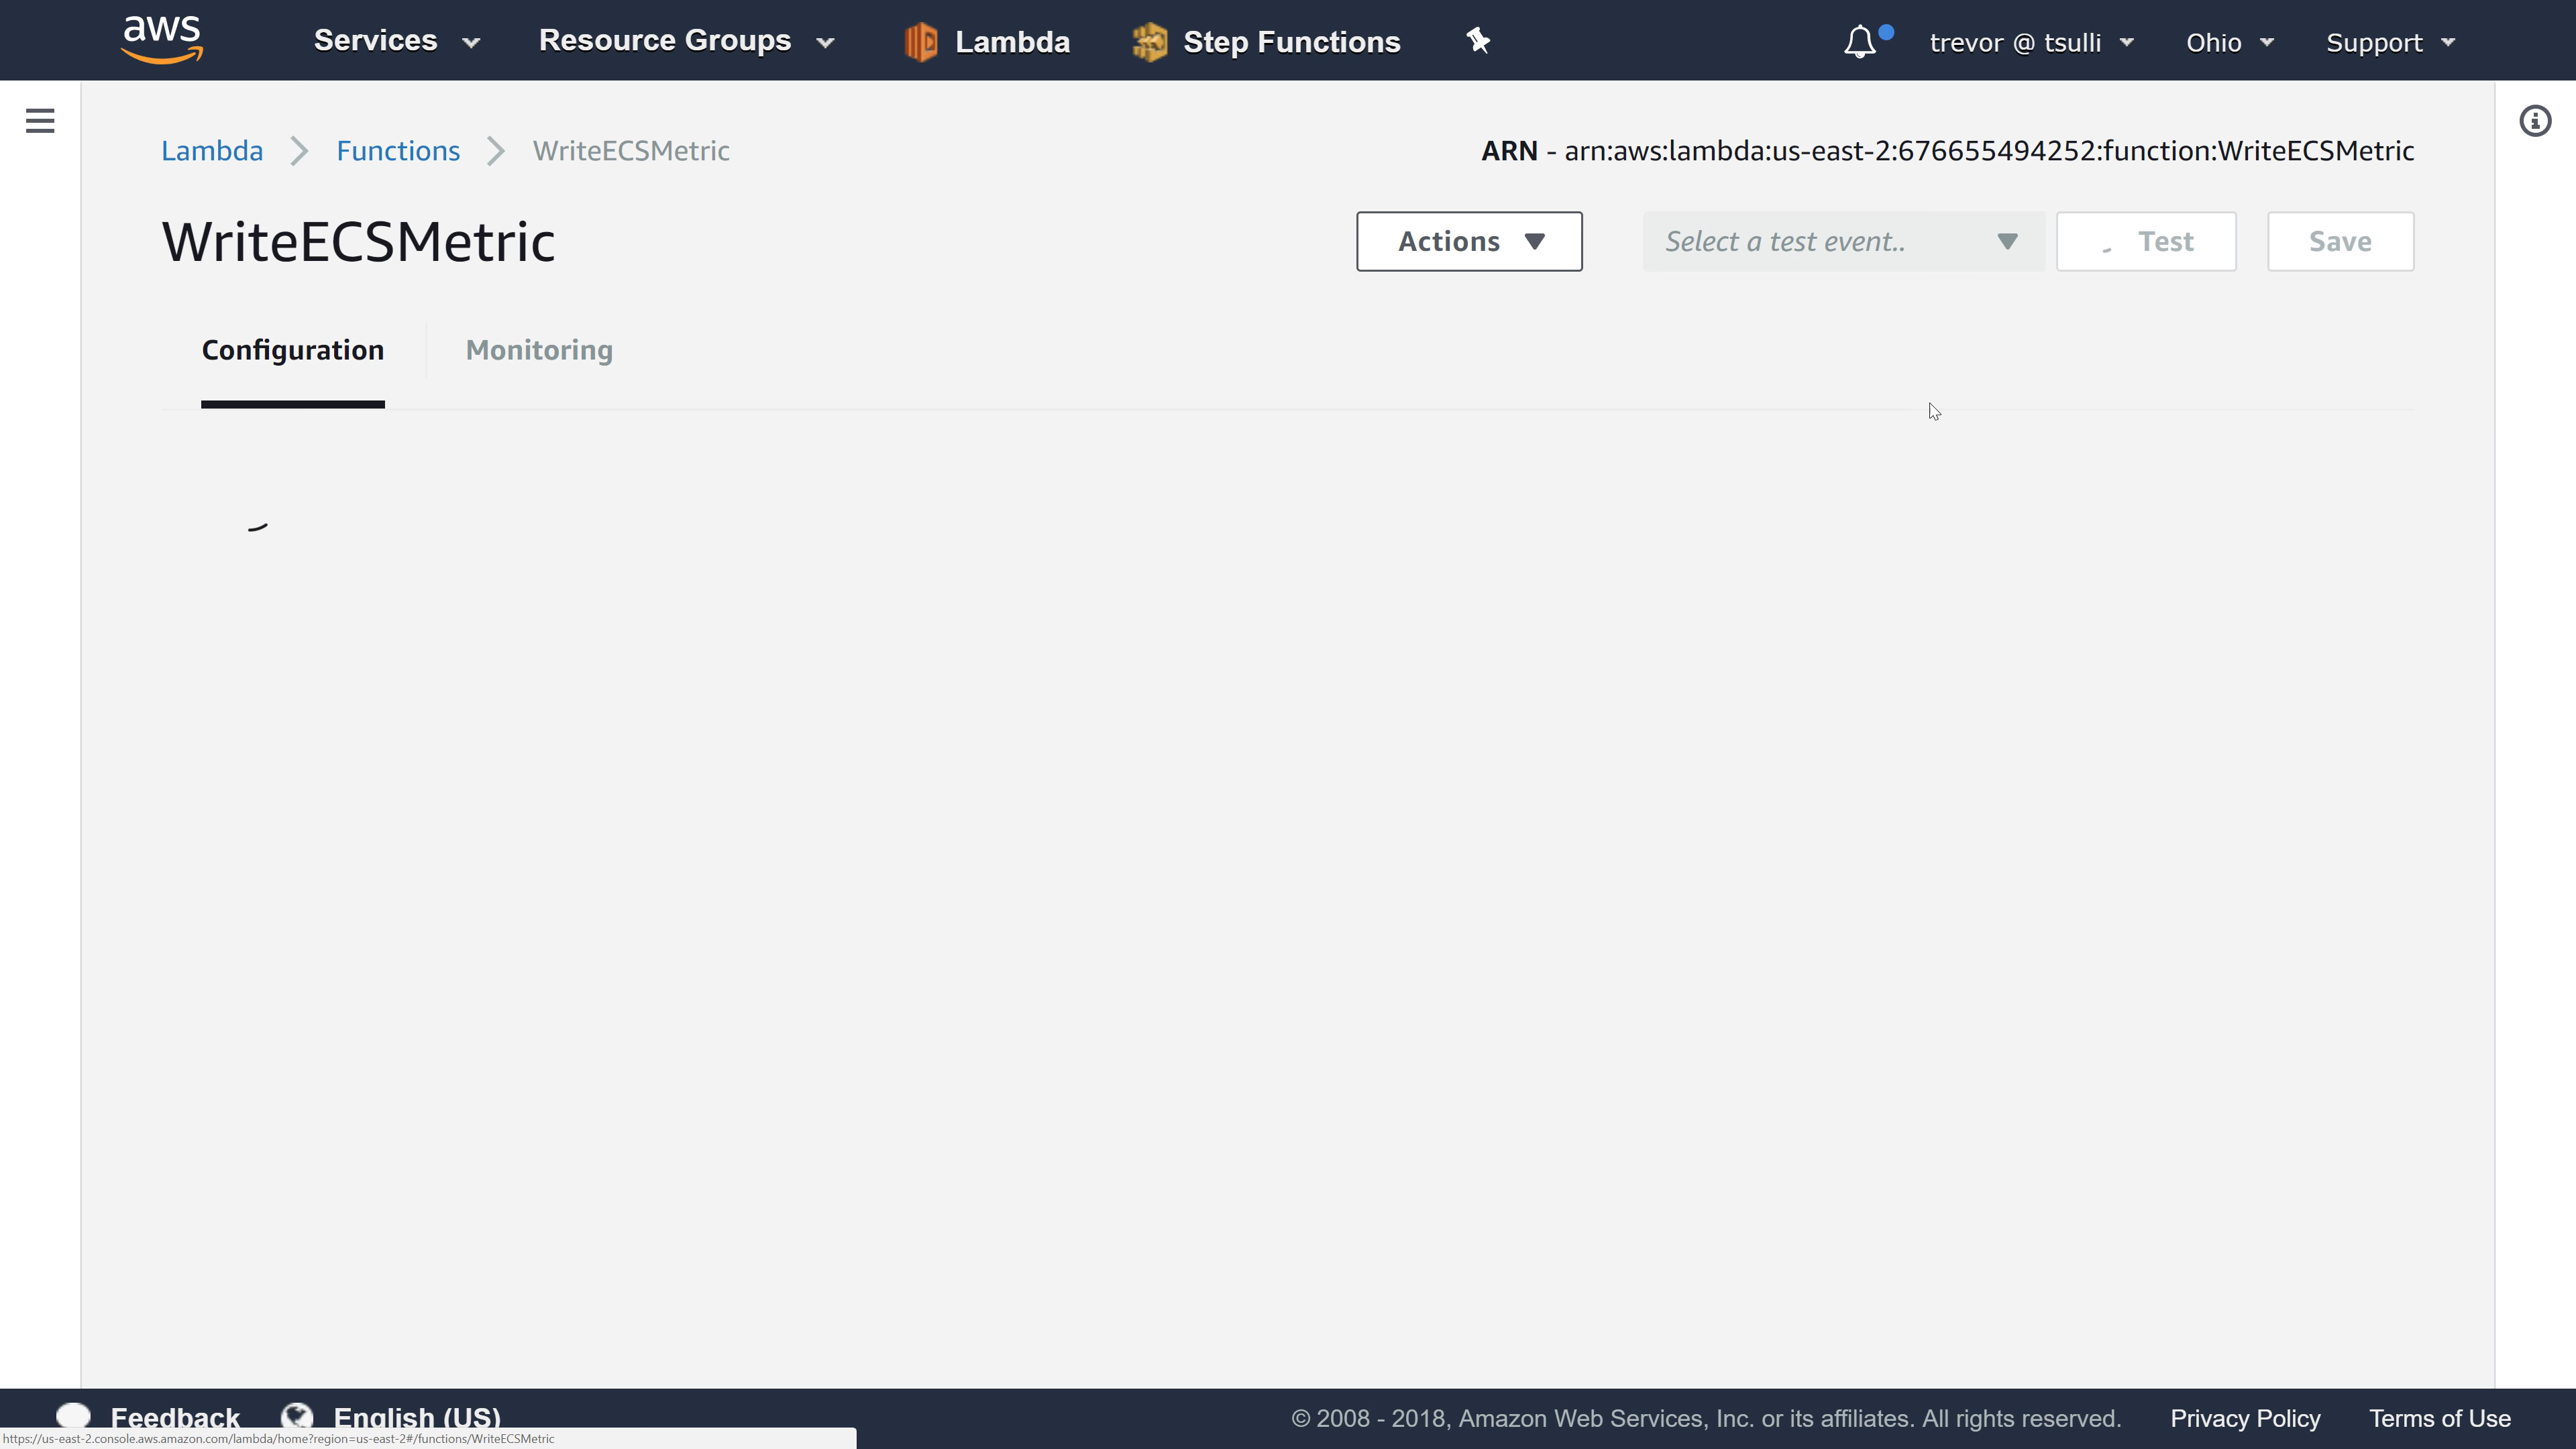 aws Services Resource Groups Lambda Step Functions trevor @ tsulli Ohio Support
Lambda Functions WriteECSMetric ARN - arn:aws:lambda:us-east-2:676655494252:function:WriteECSMetric
WriteECSMetric Actions Select a test event.. Test Save
Configuration Monitoring
Feedback English (US) © 2008 - 2018, Amazon Web Services, Inc. or its affiliates. All rights reserved. Privacy Policy Terms of Use
https://us-east-2.console.aws.amazon.com/lambda/home?region=us-east-2#/functions/WriteECSMetric